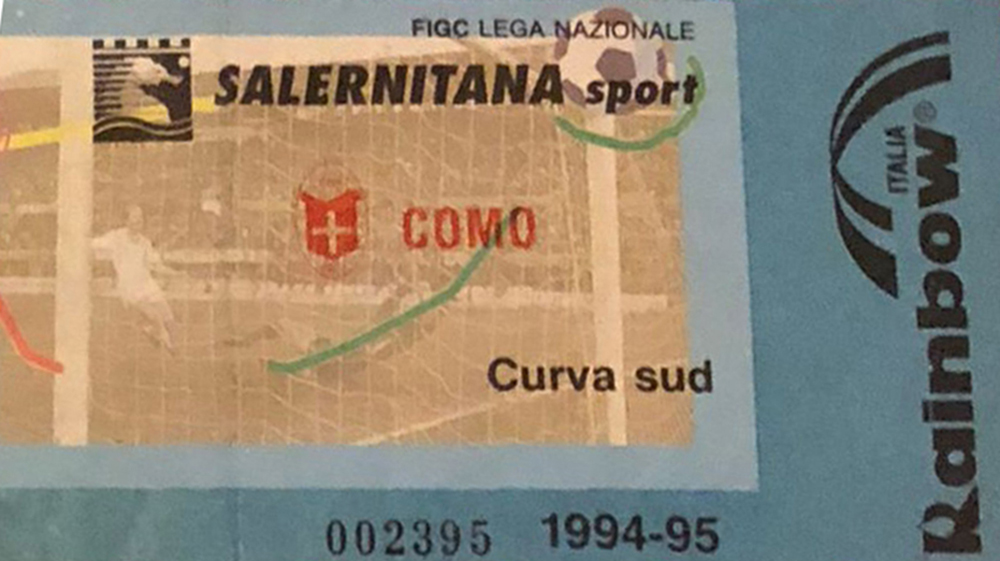 FIGC LEGA NAZIONALE
SALERNITANA sport
COMO
Curva sud
002395 1994-95
Rainbow®
ITALIA